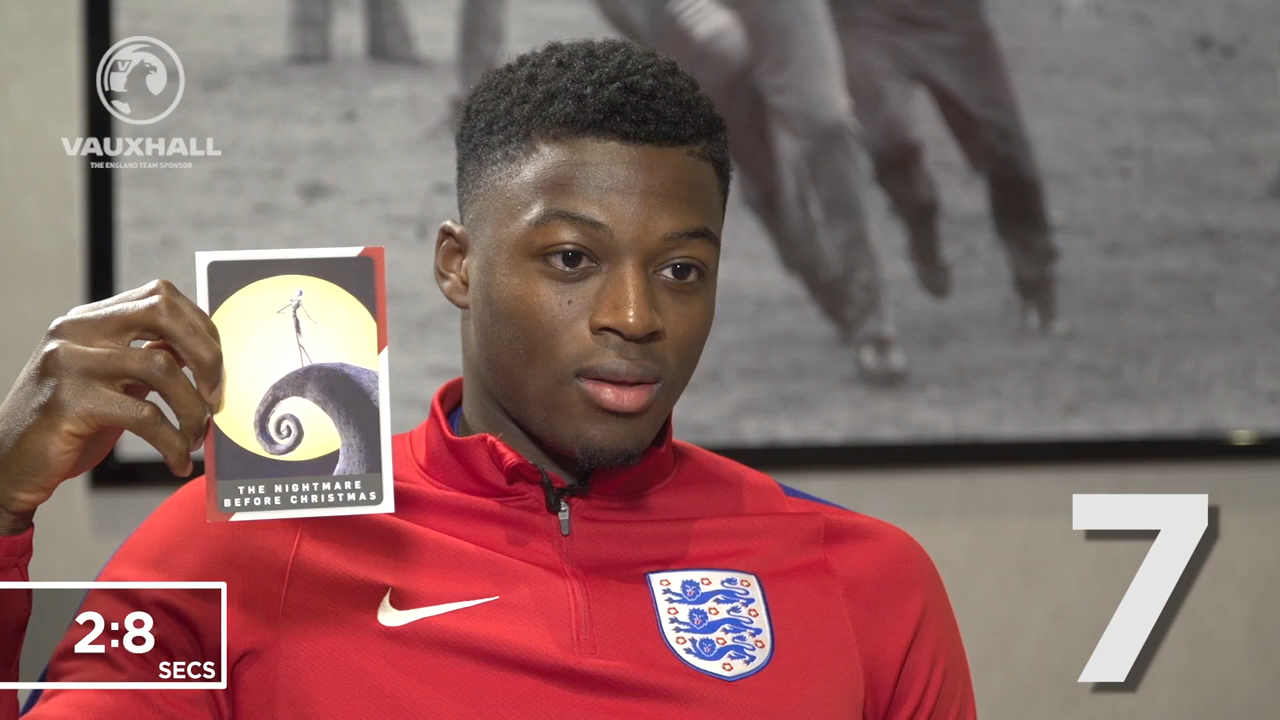 VAUXHALL
THE ENGLAND TEAM SPONSOR
THE NIGHTMARE
BEFORE CHRISTMAS
2:8
SECS
7